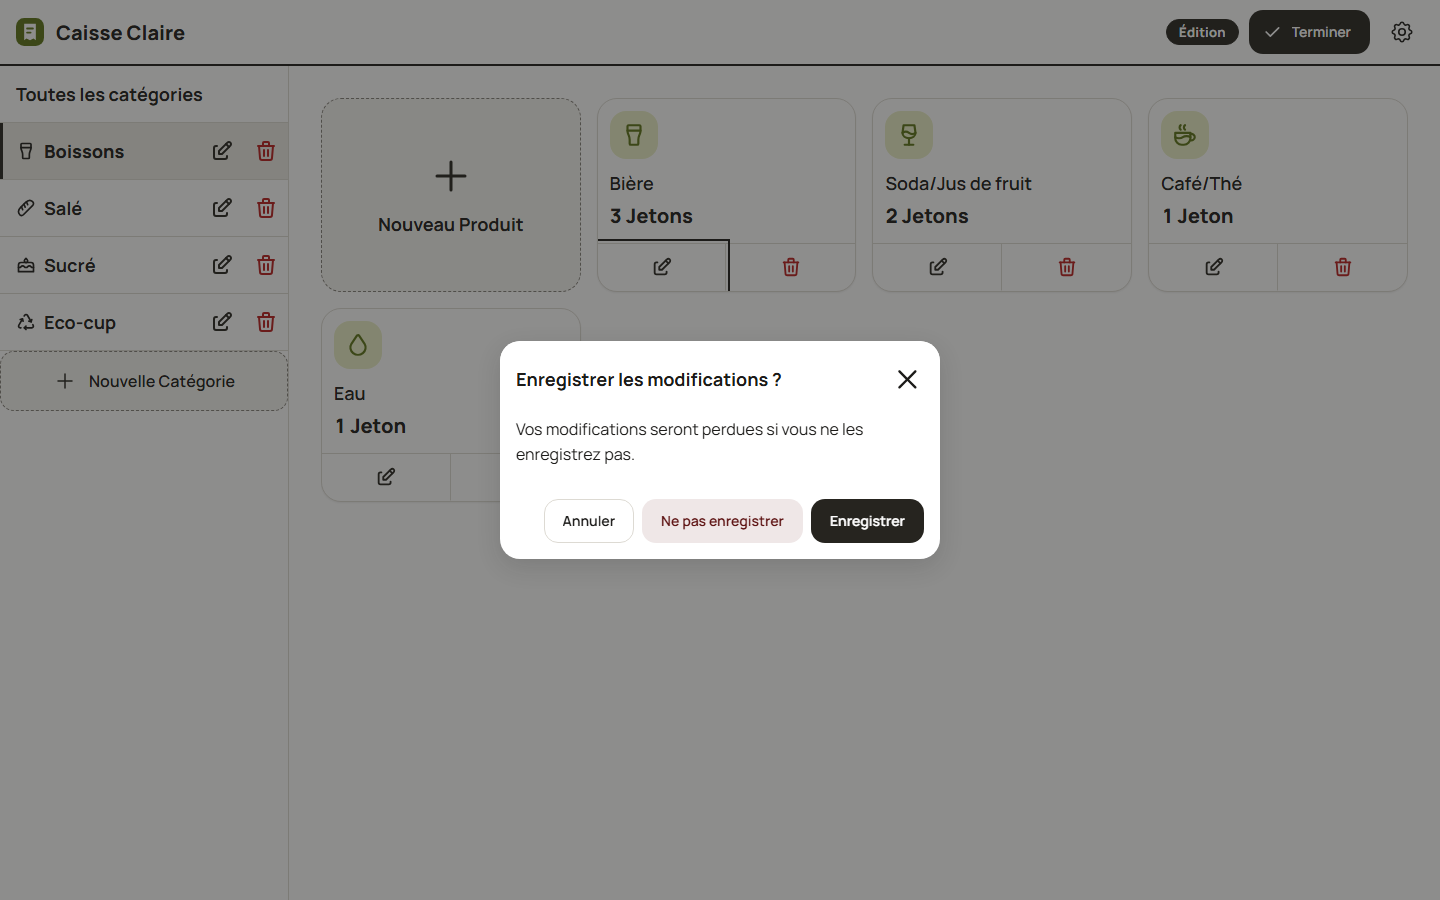 Caisse Claire
Édition
Terminer
Toutes les catégories
Boissons
Salé
Sucré
Eco-cup
Nouvelle Catégorie
Nouveau Produit
Bière
3 Jetons
Soda/Jus de fruit
2 Jetons
Café/Thé
1 Jeton
Eau
1 Jeton
Enregistrer les modifications ?
Vos modifications seront perdues si vous ne les
enregistrez pas.
Annuler
Ne pas enregistrer
Enregistrer